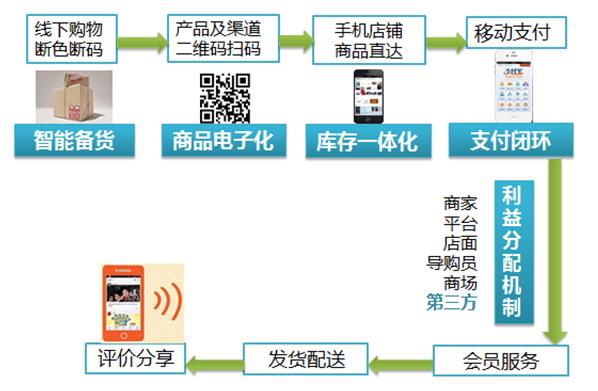 线下购物
断色断码
产品及渠道
二维码扫码
手机店铺
商品直达
移动支付
支付宝
智能备货
商品电子化
库存一体化
支付闭环
商家
平台
店面
导购员
商场
第三方
利益分配机制
评价分享
发货配送
会员服务